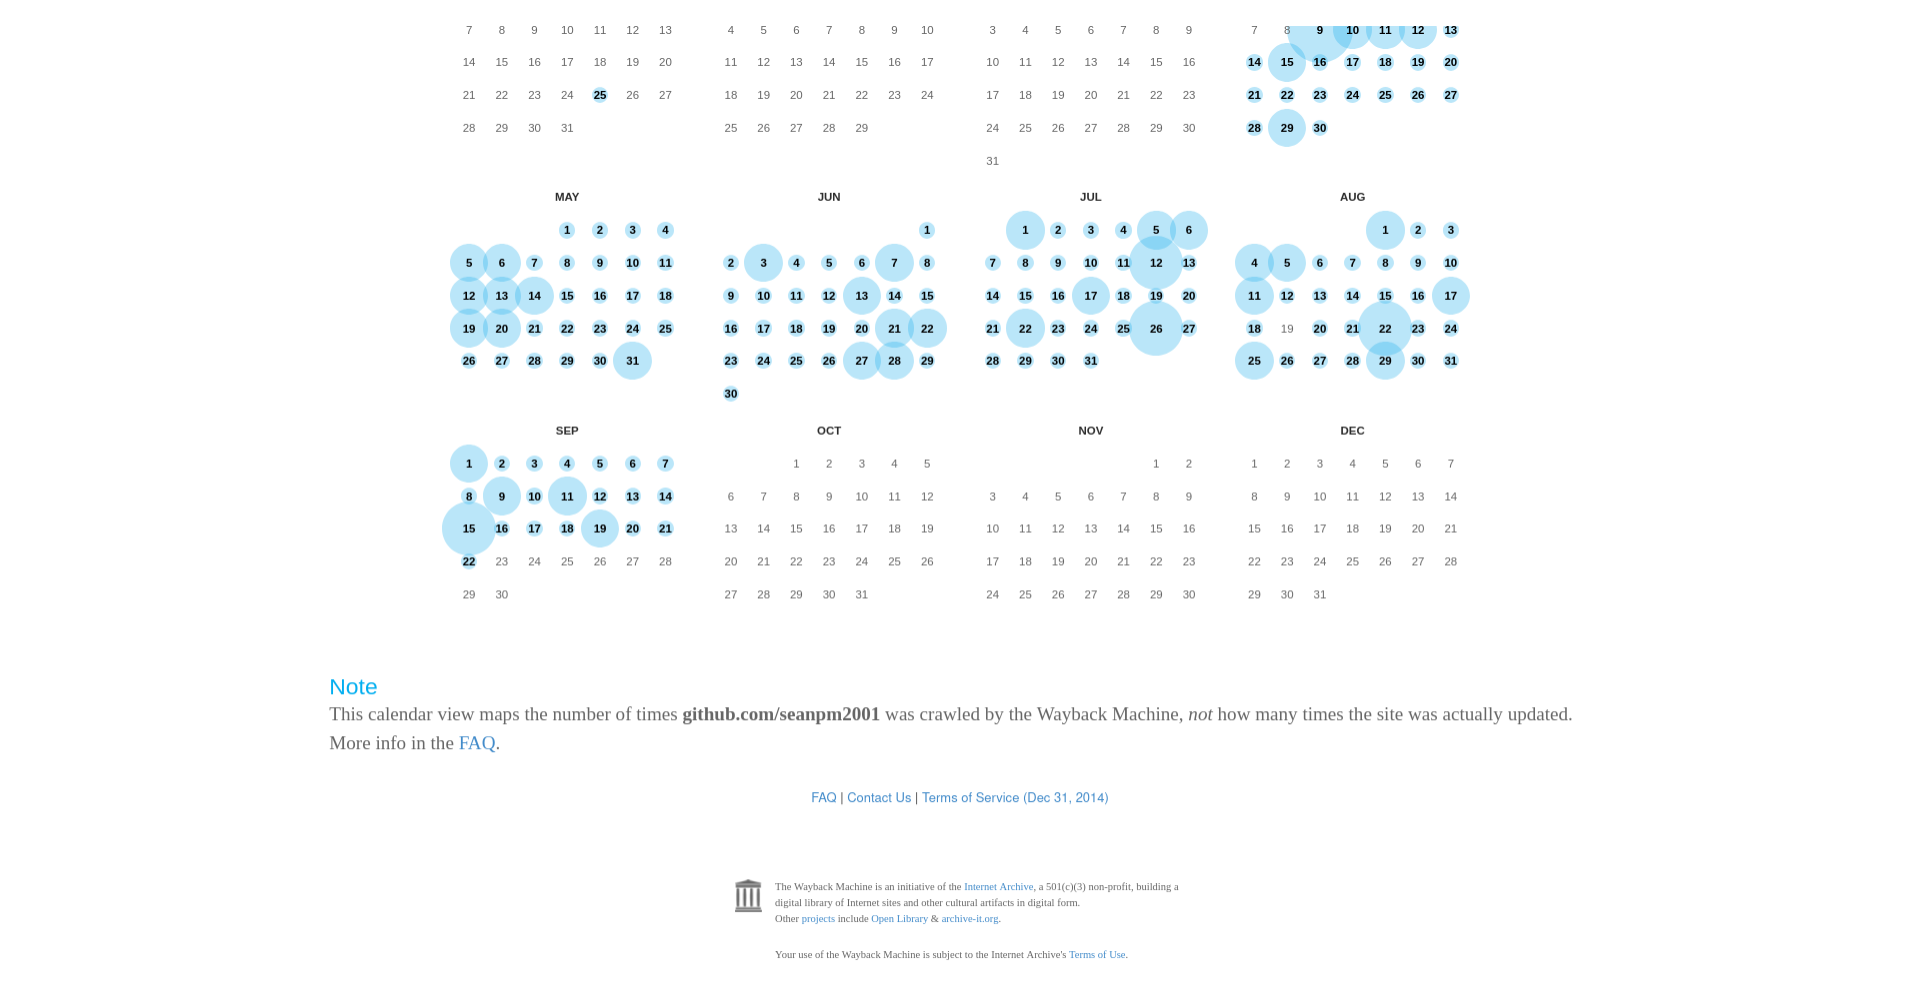 7 8 9 10 11 12 13 4 5 6 7 8 9 10 3 4 5 6 7 8 9 7 8 9 10 11 12 13
14 15 16 17 18 19 20 11 12 13 14 15 16 17 10 11 12 13 14 15 16 14 15 16 17 18 19 20
21 22 23 24 25 26 27 18 19 20 21 22 23 24 17 18 19 20 21 22 23 21 22 23 24 25 26 27
28 29 30 31 25 26 27 28 29 24 25 26 27 28 29 30 28 29 30
31
MAY JUN JUL AUG
1 2 3 4 1 1 2 3 4 5 6 1 2 3
5 6 7 8 9 10 11 2 3 4 5 6 7 8 7 8 9 10 11 12 13 4 5 6 7 8 9 10
12 13 14 15 16 17 18 9 10 11 12 13 14 15 14 15 16 17 18 19 20 11 12 13 14 15 16 17
19 20 21 22 23 24 25 16 17 18 19 20 21 22 21 22 23 24 25 26 27 18 19 20 21 22 23 24
26 27 28 29 30 31 23 24 25 26 27 28 29 28 29 30 31 25 26 27 28 29 30 31
30
SEP OCT NOV DEC
1 2 3 4 5 6 7 1 2 3 4 5 1 2 1 2 3 4 5 6 7
8 9 10 11 12 13 14 6 7 8 9 10 11 12 3 4 5 6 7 8 9 8 9 10 11 12 13 14
15 16 17 18 19 20 21 13 14 15 16 17 18 19 10 11 12 13 14 15 16 15 16 17 18 19 20 21
22 23 24 25 26 27 28 20 21 22 23 24 25 26 17 18 19 20 21 22 23 22 23 24 25 26 27 28
29 30 27 28 29 30 31 24 25 26 27 28 29 30 29 30 31
Note
This calendar view maps the number of times github.com/seanpm2001 was crawled by the Wayback Machine, not how many times the site was actually updated.
More info in the FAQ.
FAQ | Contact Us | Terms of Service (Dec 31, 2014)
The Wayback Machine is an initiative of the Internet Archive, a 501(c)(3) non-profit, building a
digital library of Internet sites and other cultural artifacts in digital form.
Other projects include Open Library & archive-it.org.
Your use of the Wayback Machine is subject to the Internet Archive's Terms of Use.